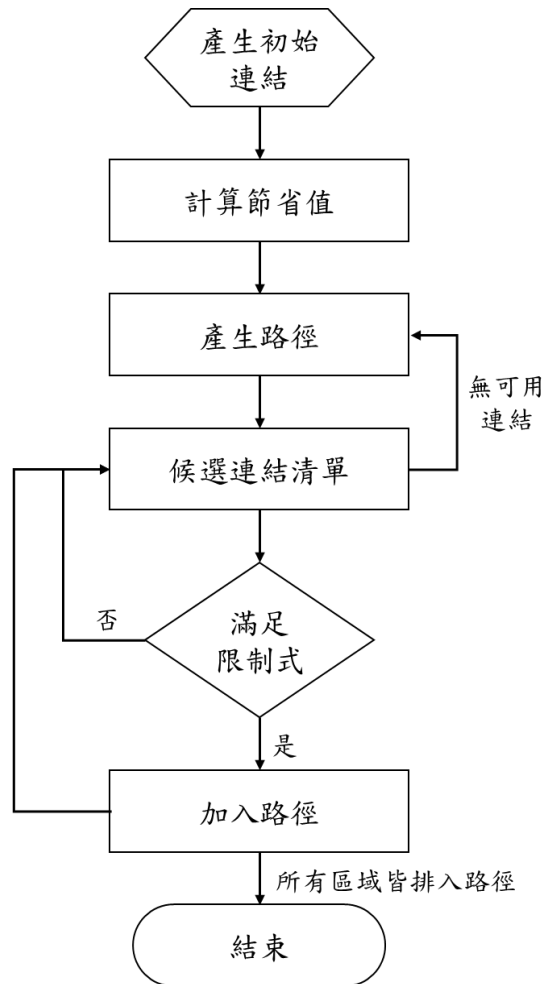 產生初始
連結
計算節省值
產生路徑
無可用
連結
候選連結清單
否
滿足
限制式
是
加入路徑
所有區域皆排入路徑
結束